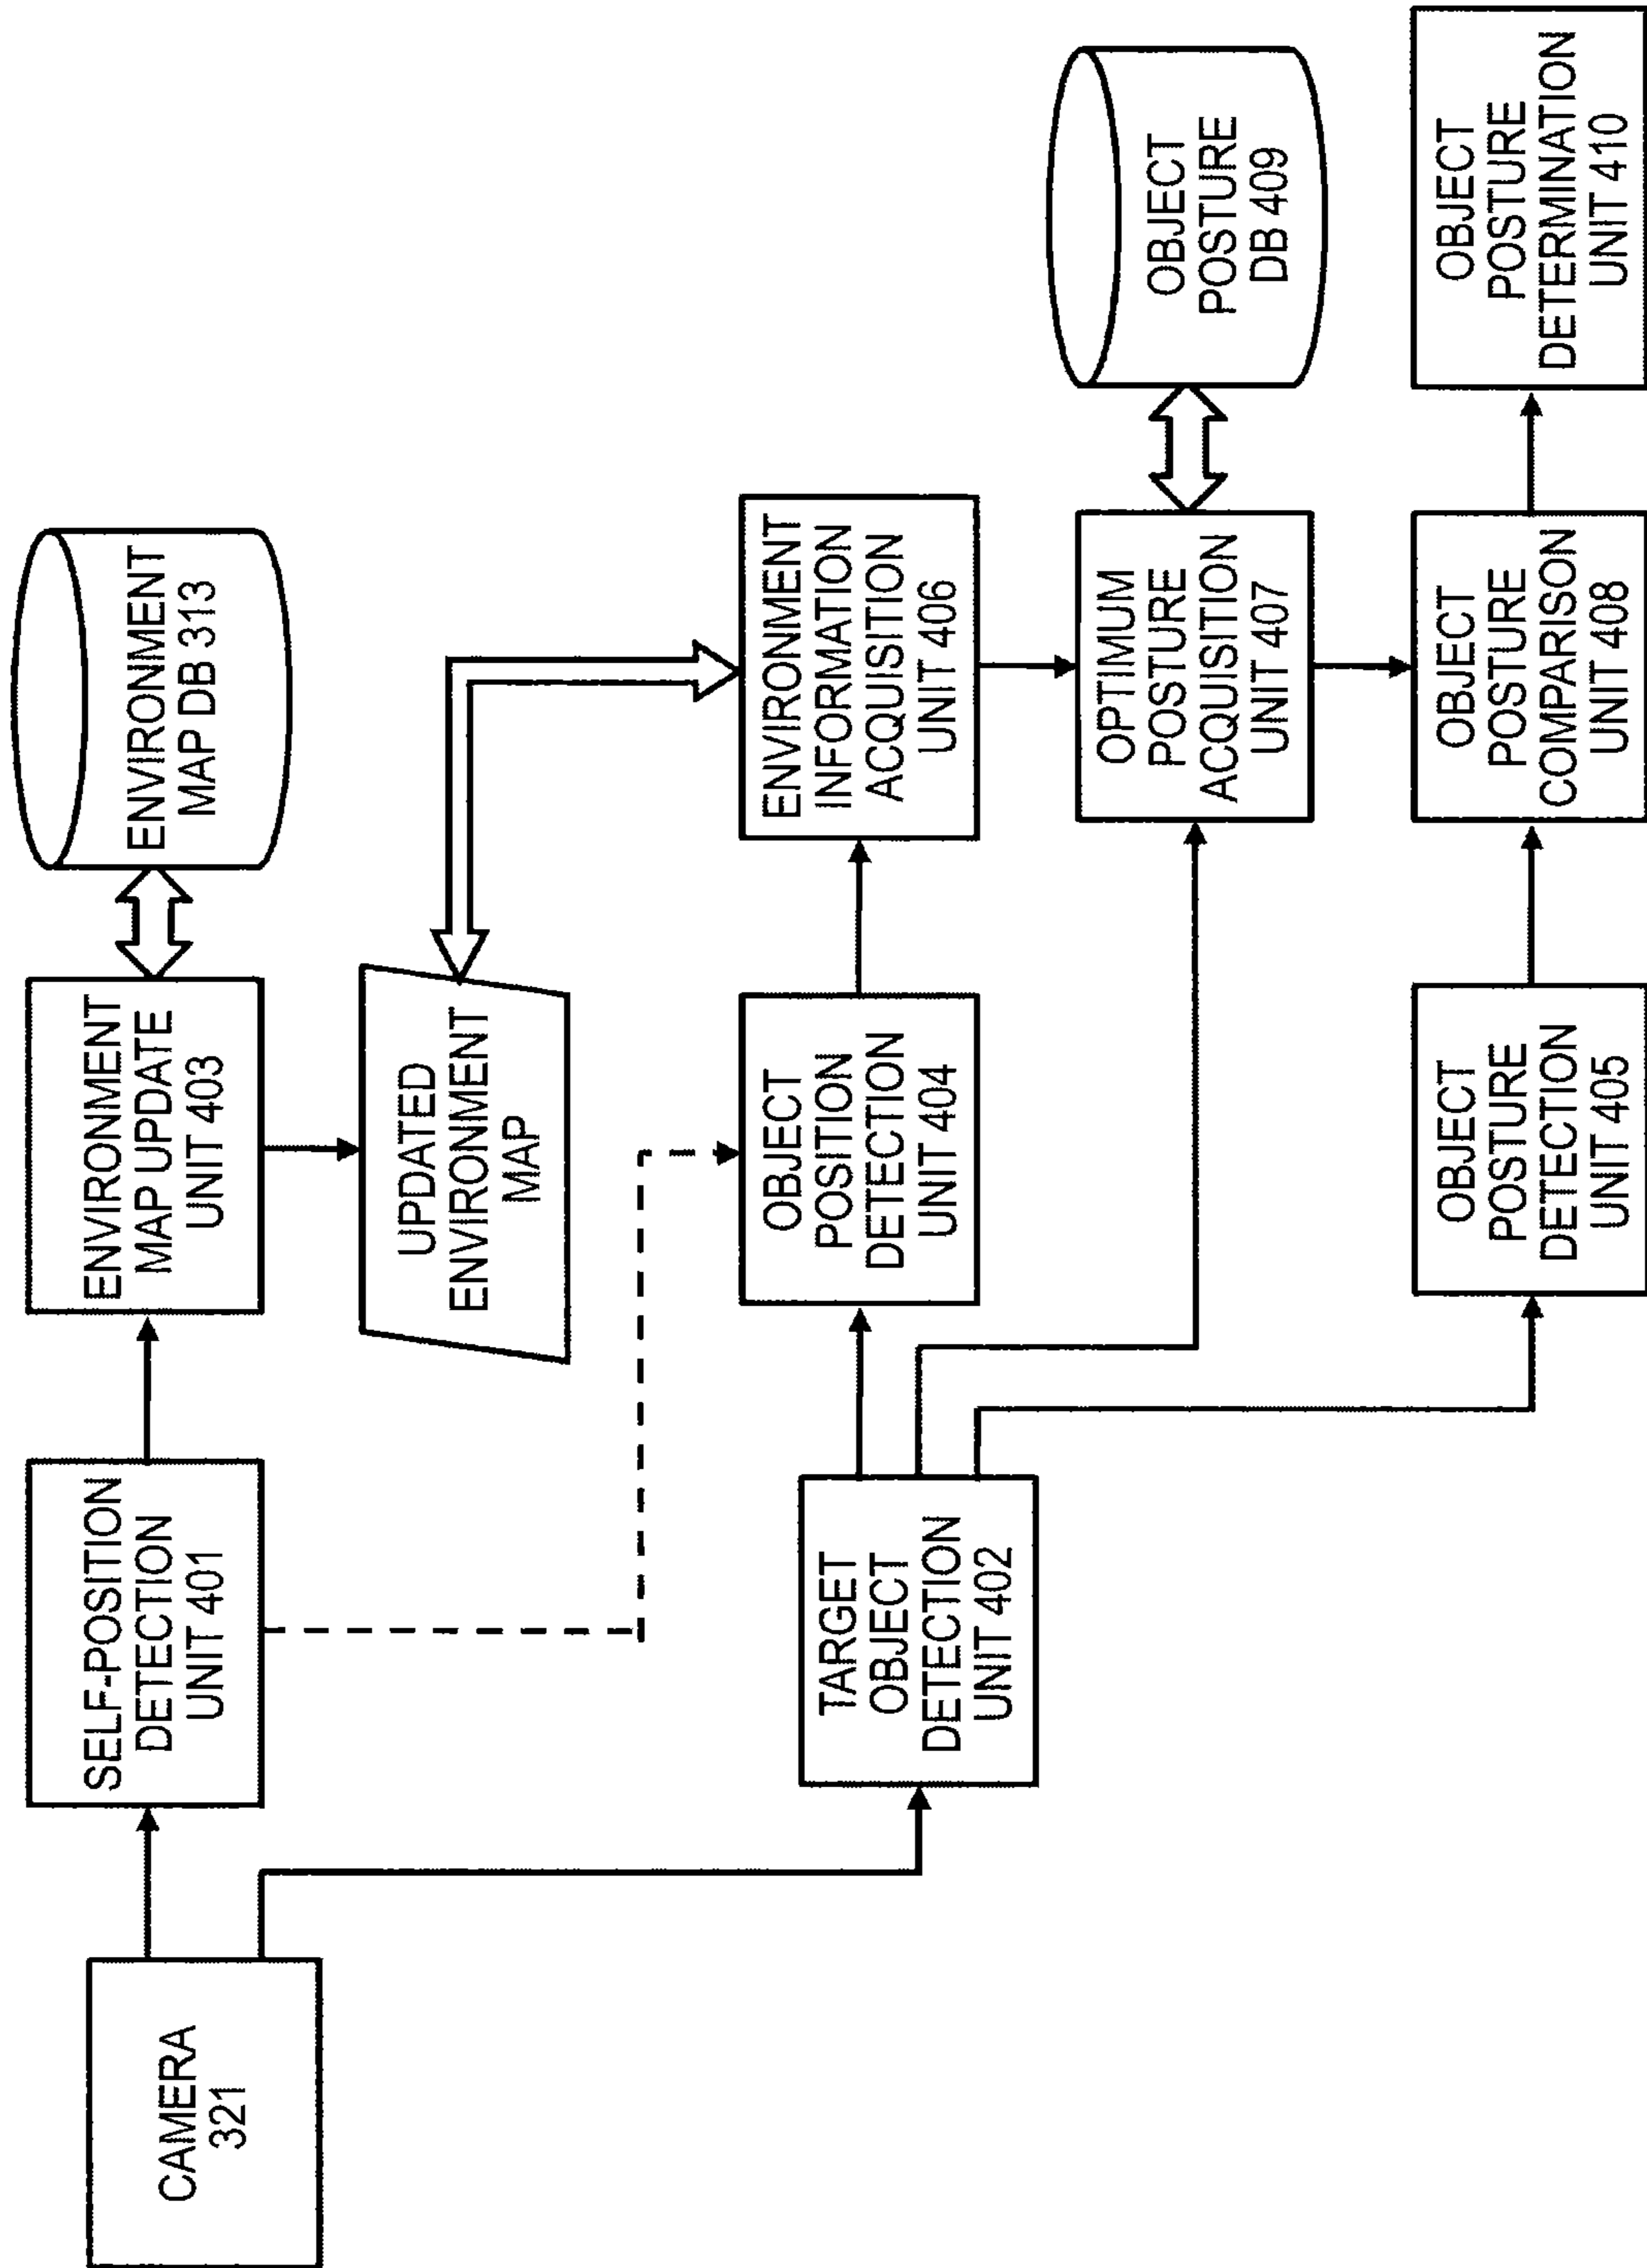 CAMERA
321
SELF-POSITION
DETECTION
UNIT 401
ENVIRONMENT
MAP UPDATE
UNIT 403
ENVIRONMENT
MAP DB 313
UPDATED
ENVIRONMENT
MAP
TARGET
OBJECT
DETECTION
UNIT 402
OBJECT
POSITION
DETECTION
UNIT 404
ENVIRONMENT
INFORMATION
ACQUISITION
UNIT 406
OPTIMUM
POSTURE
ACQUISITION
UNIT 407
OBJECT
POSTURE
DB 409
OBJECT
POSTURE
DETECTION
UNIT 405
OBJECT
POSTURE
COMPARISON
UNIT 408
OBJECT
POSTURE
DETERMINATION
UNIT 410